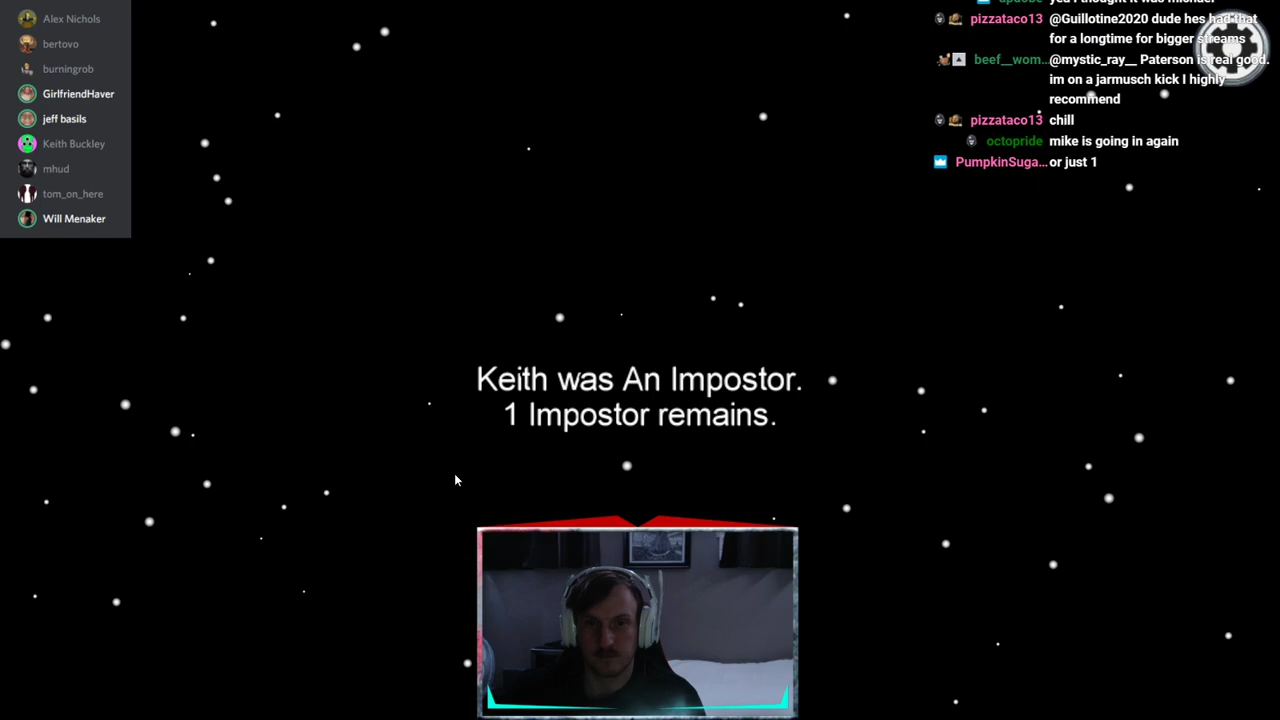 Alex Nichols
bertovo
burningrob
GirlfriendHaver
jeff basils
Keith Buckley
mhud
tom_on_here
Will Menaker
pizzataco13 @Guillotine2020 dude hes had that
for a longtime for bigger streams
beef__wom... @mystic_ray__ Paterson is real good.
im on a jarmusch kick I highly
recommend
pizzataco13 chill
octopride mike is going in again
PumpkinSuga... or just 1
Keith was An Impostor.
1 Impostor remains.